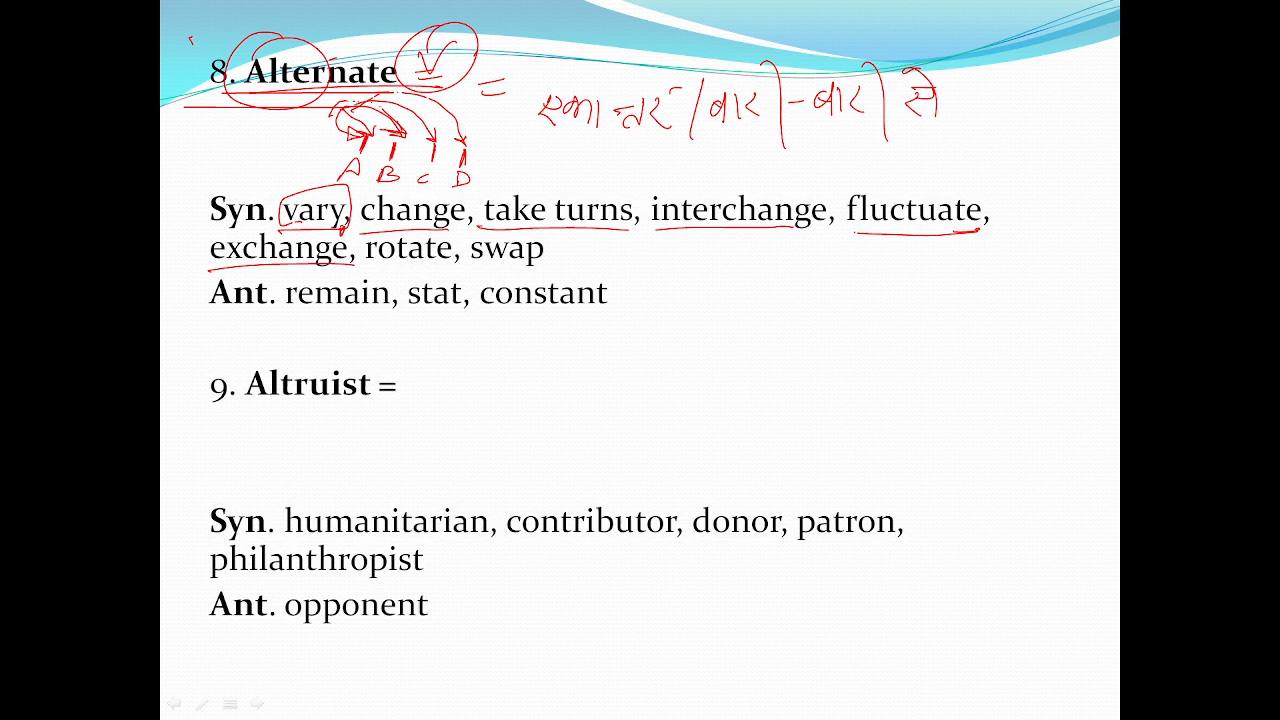 8. Alternate = एकान्तर / बारी-बारी से
A B C D
Syn. vary, change, take turns, interchange, fluctuate,
exchange, rotate, swap
Ant. remain, stat, constant
9. Altruist =
Syn. humanitarian, contributor, donor, patron,
philanthropist
Ant. opponent